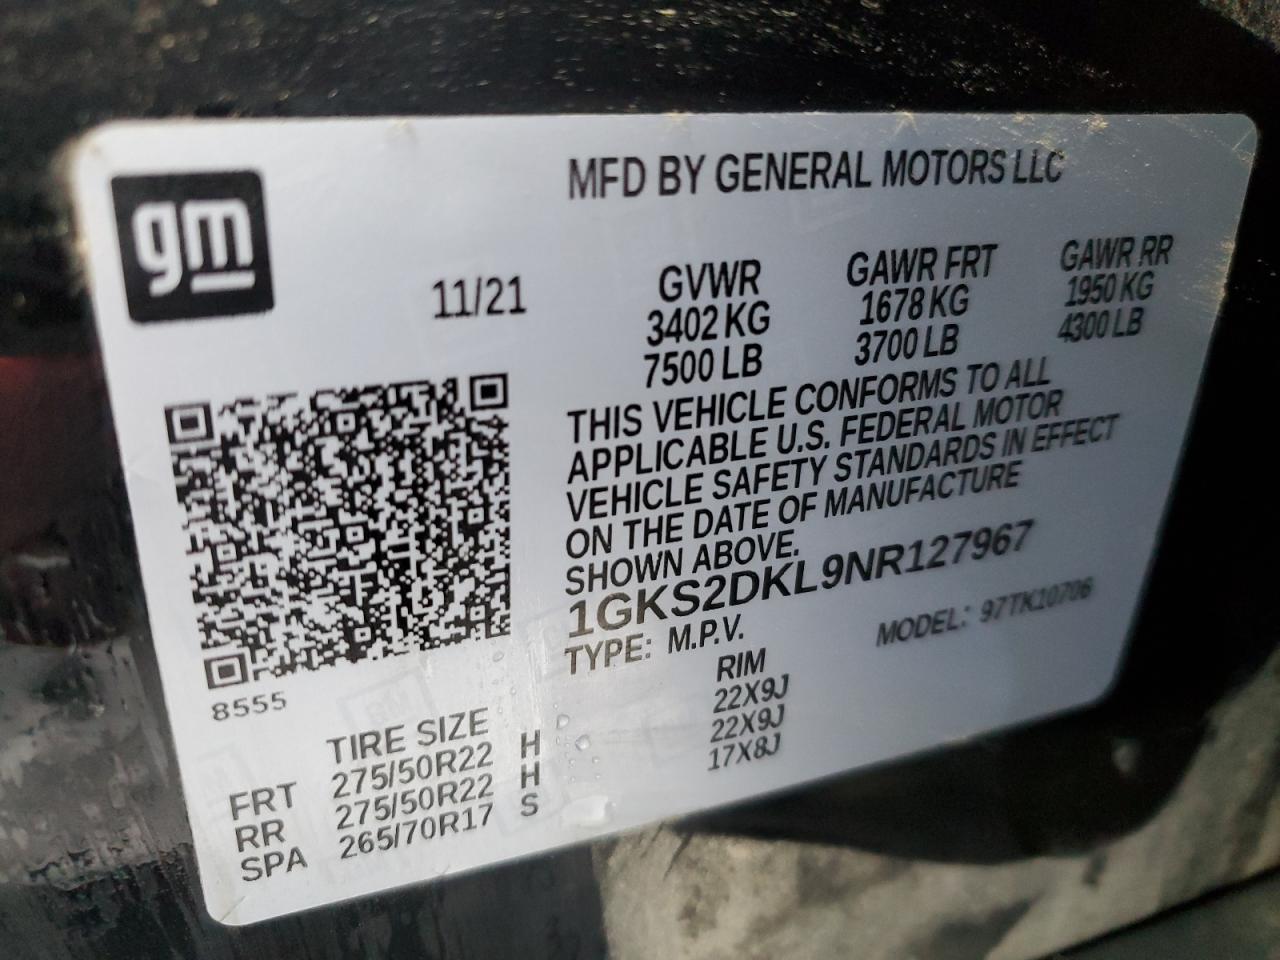 gm
MFD BY GENERAL MOTORS LLC
11/21
GVWR GAWR FRT GAWR RR
3402 KG 1678 KG 1950 KG
7500 LB 3700 LB 4300 LB
THIS VEHICLE CONFORMS TO ALL
APPLICABLE U.S. FEDERAL MOTOR
VEHICLE SAFETY STANDARDS IN EFFECT
ON THE DATE OF MANUFACTURE
SHOWN ABOVE.
1GKS2DKL9NR127967
TYPE: M.P.V. MODEL: 97TK10706
8555
TIRE SIZE RIM
FRT 275/50R22 H 22X9J
RR 275/50R22 H 22X9J
SPA 265/70R17 S 17X8J